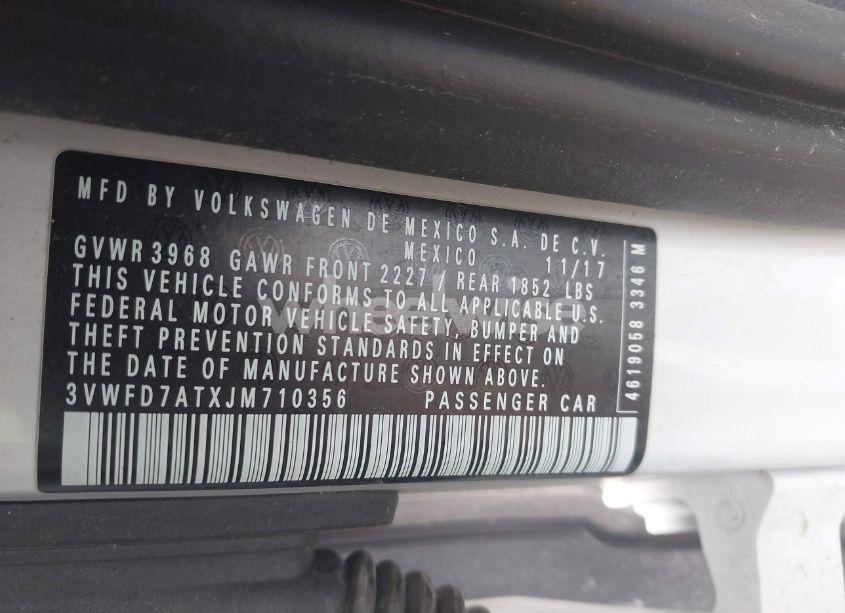 MFD BY VOLKSWAGEN DE MEXICO S.A. DE C.V.
MEXICO 11/17
GVWR 3968 GAWR FRONT 2227 / REAR 1852 LBS
THIS VEHICLE CONFORMS TO ALL APPLICABLE U.S.
FEDERAL MOTOR VEHICLE SAFETY, BUMPER AND
THEFT PREVENTION STANDARDS IN EFFECT ON
THE DATE OF MANUFACTURE SHOWN ABOVE.
3VWFD7ATXJM710356 PASSENGER CAR
4619058 3346 M